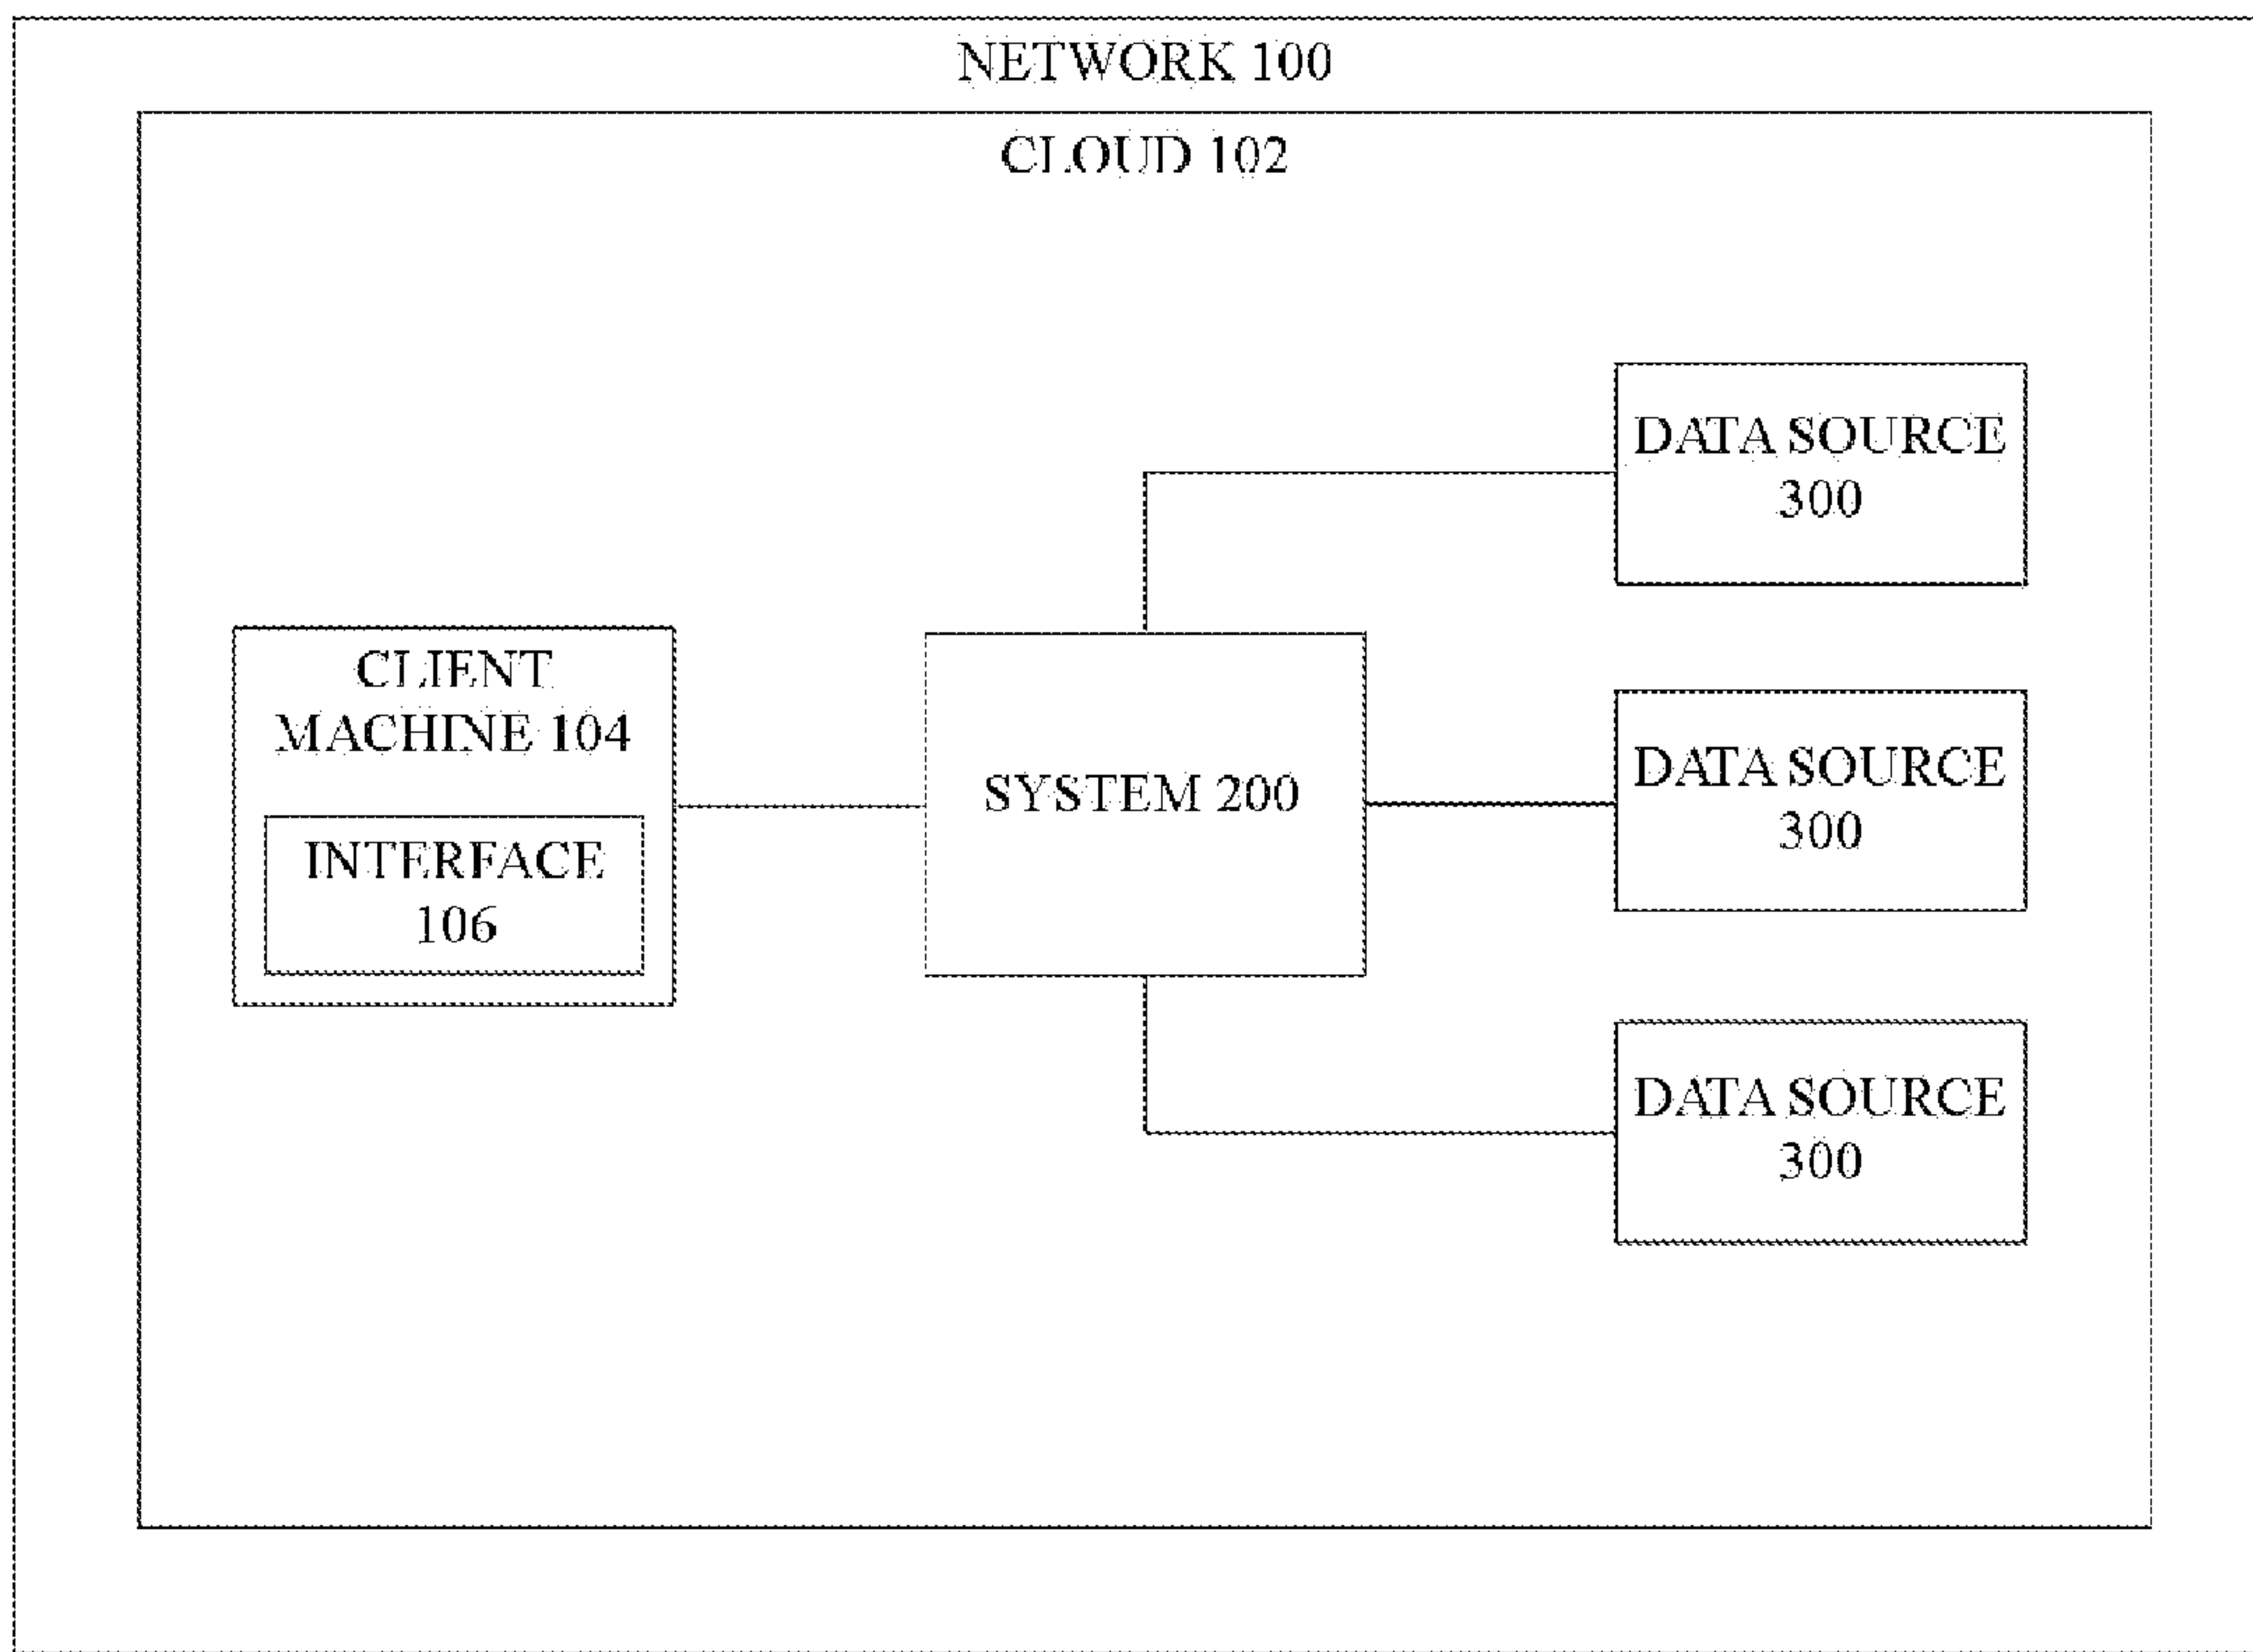 NETWORK 100
CLOUD 102
DATA SOURCE
300
CLIENT
MACHINE 104
INTERFACE
106
SYSTEM 200
DATA SOURCE
300
DATA SOURCE
300